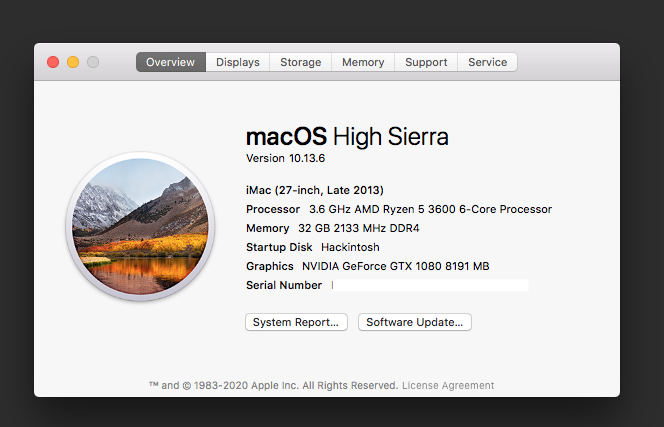 Overview Displays Storage Memory Support Service
macOS High Sierra
Version 10.13.6
iMac (27-inch, Late 2013)
Processor 3.6 GHz AMD Ryzen 5 3600 6-Core Processor
Memory 32 GB 2133 MHz DDR4
Startup Disk Hackintosh
Graphics NVIDIA GeForce GTX 1080 8191 MB
Serial Number
System Report... Software Update...
™ and © 1983-2020 Apple Inc. All Rights Reserved. License Agreement